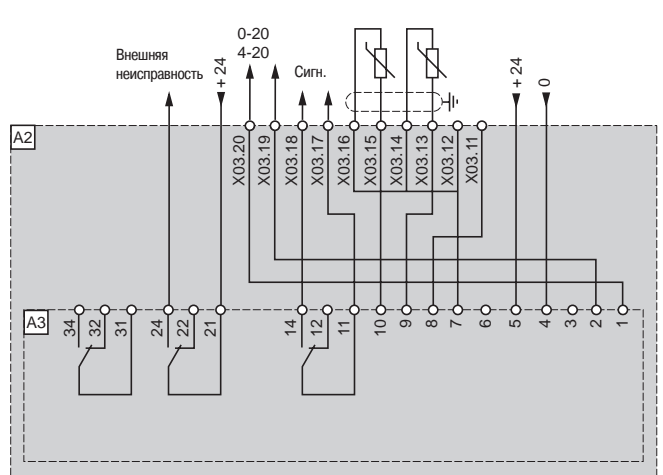 0-20
4-20
Внешняя
неисправность
+ 24
Сигн.
+ 24
0
A2
X03.20
X03.19
X03.18
X03.17
X03.16
X03.15
X03.14
X03.13
X03.12
X03.11
A3
34
32
31
24
22
21
14
12
11
10
9
8
7
6
5
4
3
2
1